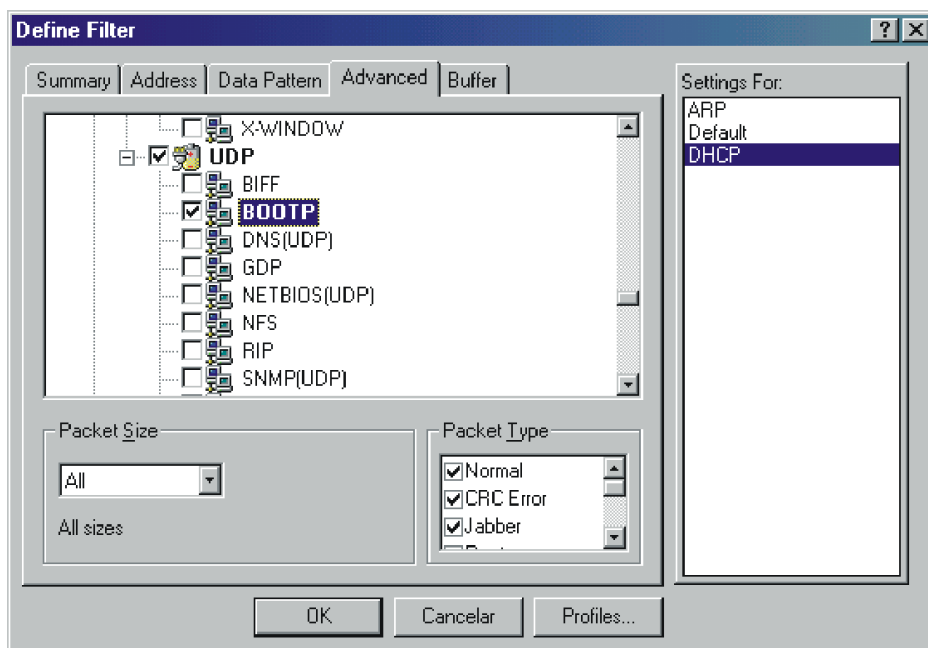 Define Filter
Summary Address Data Pattern Advanced Buffer
X-WINDOW
UDP
BIFF
BOOTP
DNS(UDP)
GDP
NETBIOS(UDP)
NFS
RIP
SNMP(UDP)
Packet Size
All
All sizes
Packet Type
Normal
CRC Error
Jabber
Settings For:
ARP
Default
DHCP
OK Cancelar Profiles...